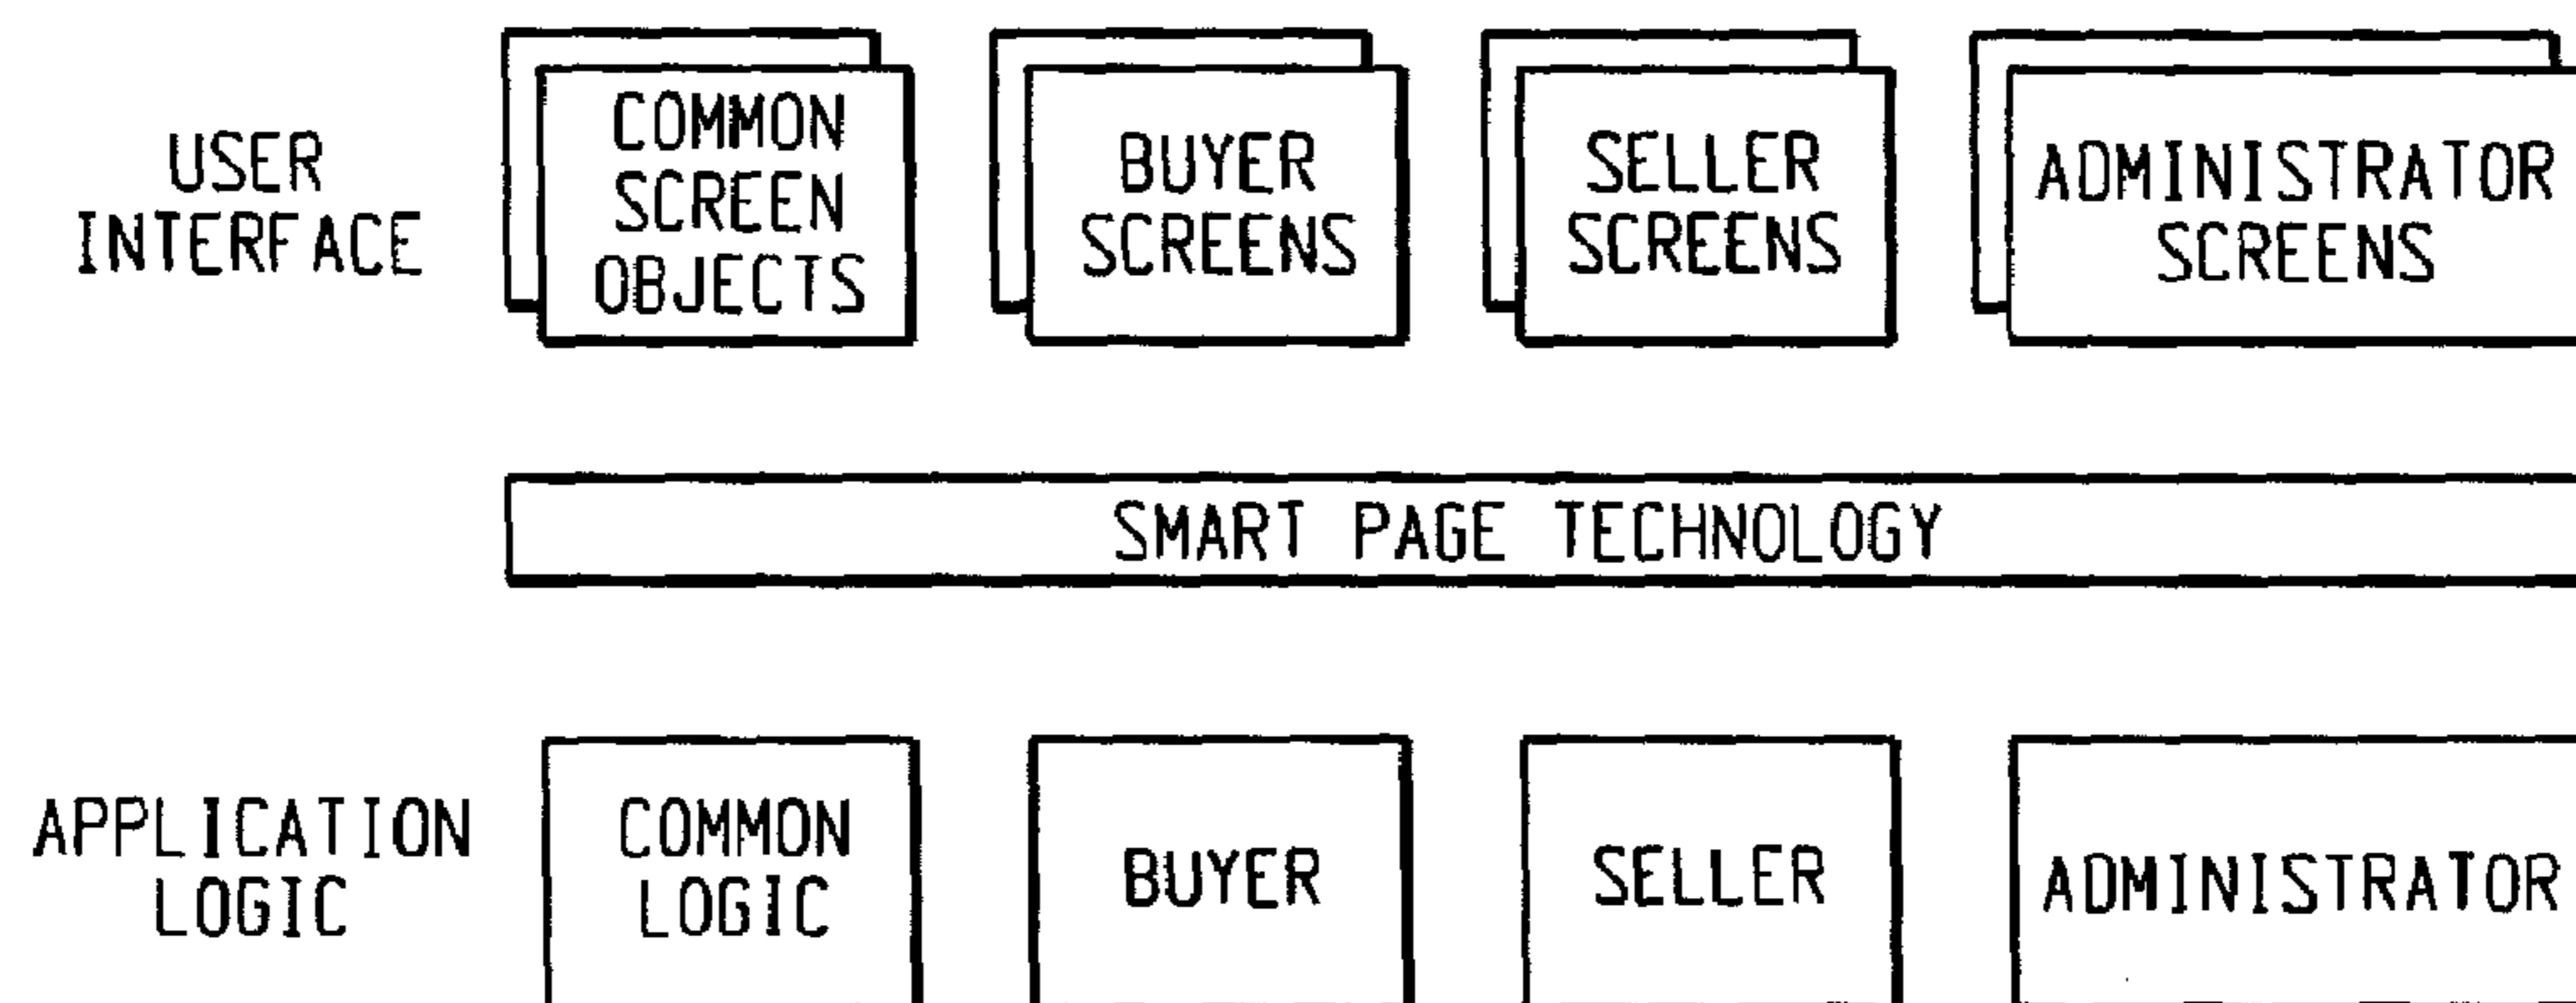 USER
INTERFACE
COMMON
SCREEN
OBJECTS
BUYER
SCREENS
SELLER
SCREENS
ADMINISTRATOR
SCREENS
SMART PAGE TECHNOLOGY
APPLICATION
LOGIC
COMMON
LOGIC
BUYER
SELLER
ADMINISTRATOR